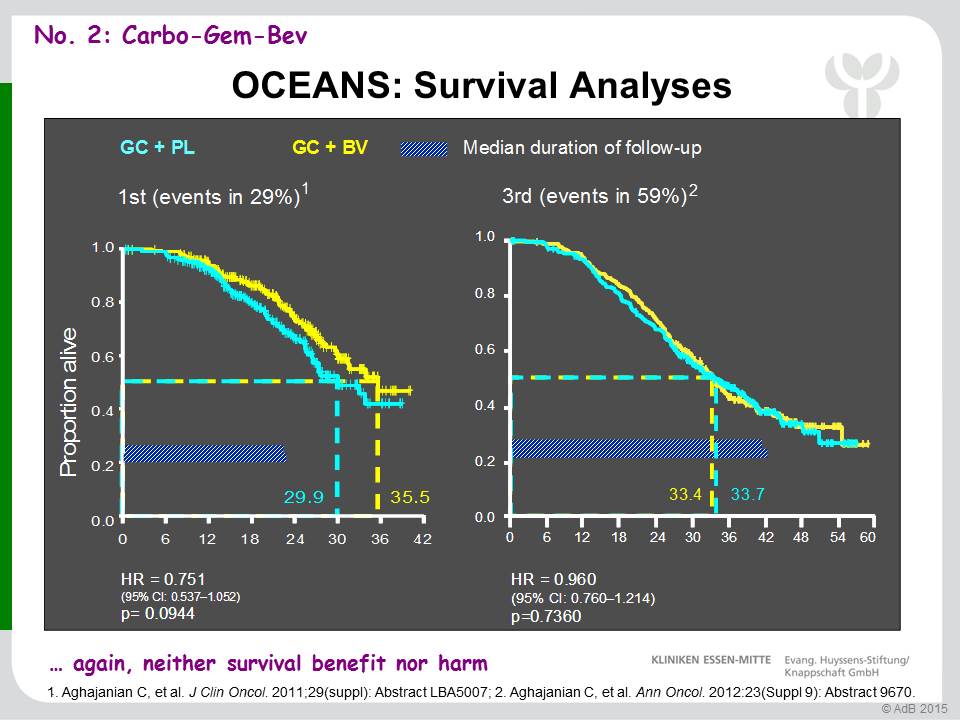 No. 2: Carbo-Gem-Bev
OCEANS: Survival Analyses
GC + PL GC + BV Median duration of follow-up
1st (events in 29%)1
3rd (events in 59%)2
Proportion alive
1.0
0.8
0.6
0.4
0.2
0.0
29.9 35.5
0 6 12 18 24 30 36 42
HR = 0.751
(95% CI: 0.537–1.052)
p= 0.0944
1.0
0.8
0.6
0.4
0.2
0.0
33.4 33.7
0 6 12 18 24 30 36 42 48 54 60
HR = 0.960
(95% CI: 0.760–1.214)
p=0.7360
… again, neither survival benefit nor harm
KLINIKEN ESSEN-MITTE Evang. Huyssens-Stiftung/
Knappschaft GmbH
1. Aghajanian C, et al. J Clin Oncol. 2011;29(suppl): Abstract LBA5007; 2. Aghajanian C, et al. Ann Oncol. 2012:23(Suppl 9): Abstract 9670.
© AdB 2015